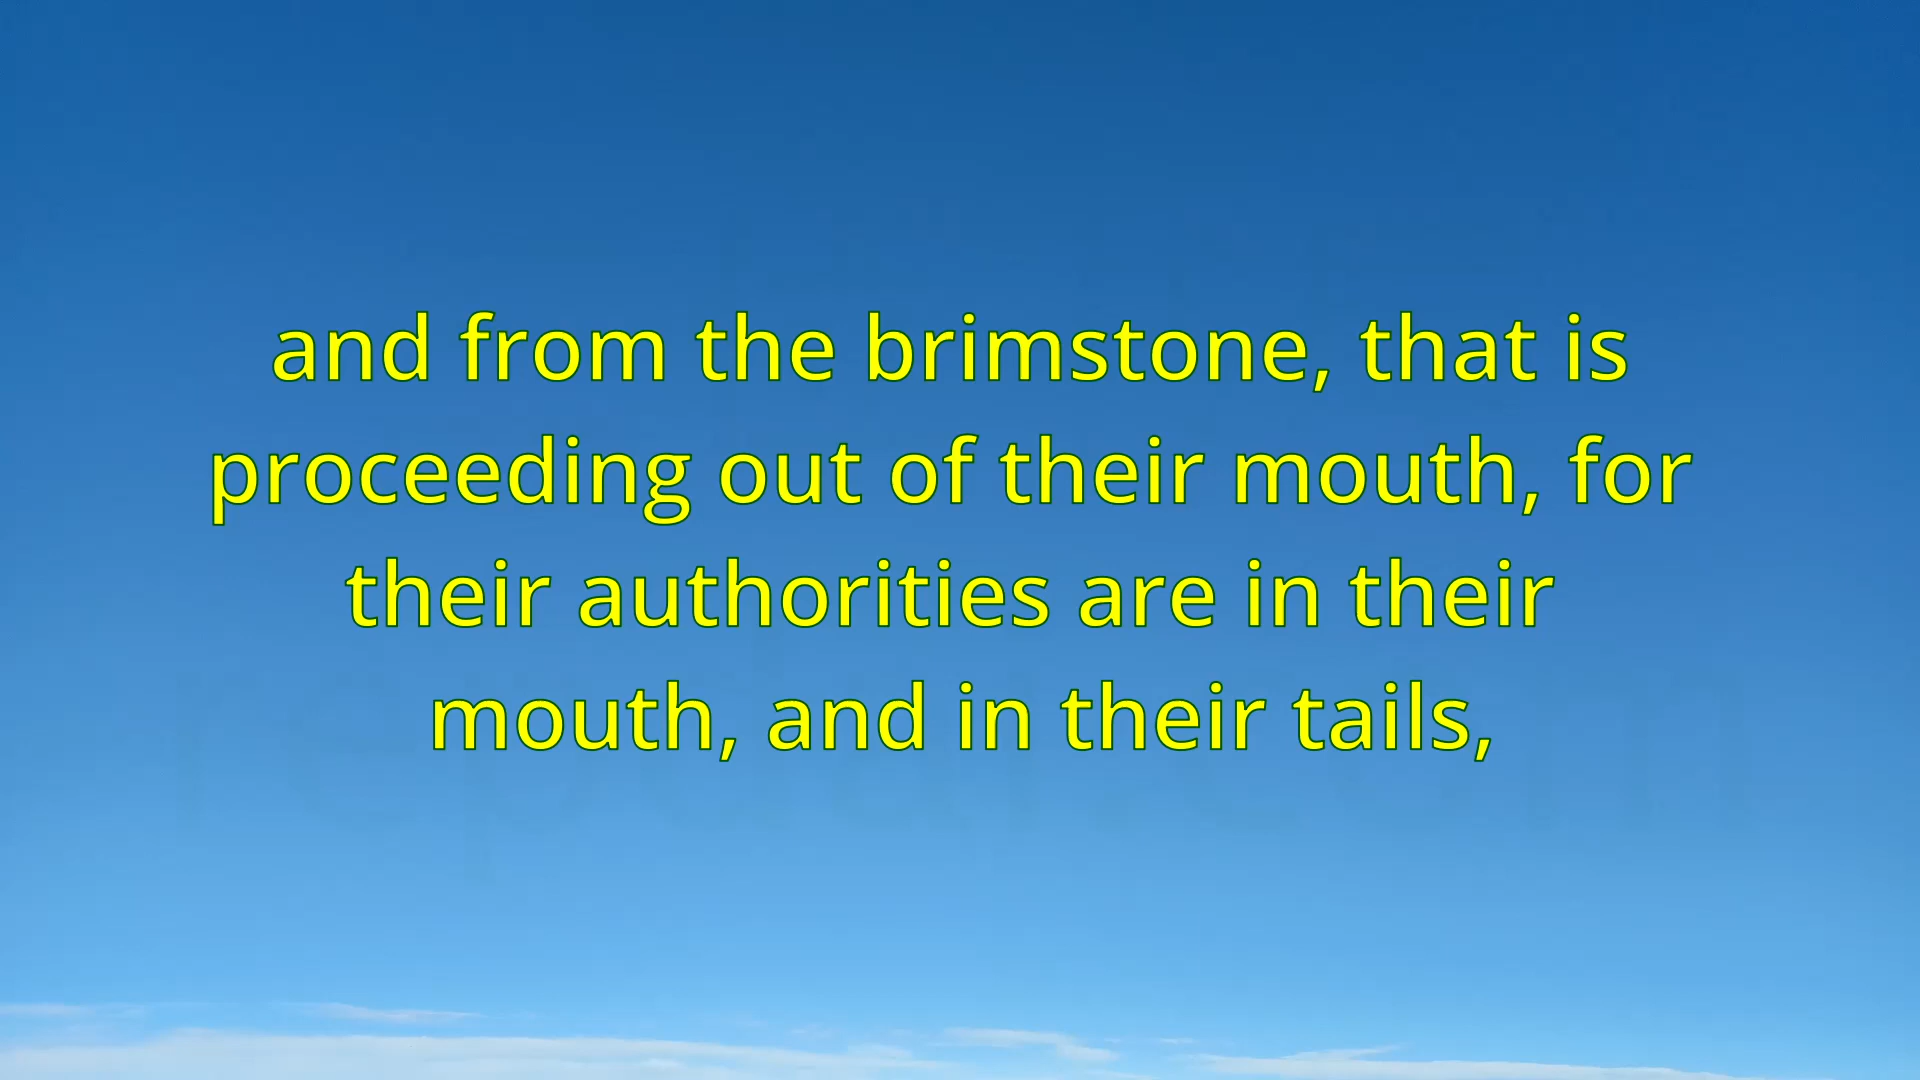 and from the brimstone, that is
proceeding out of their mouth, for
their authorities are in their
mouth, and in their tails,